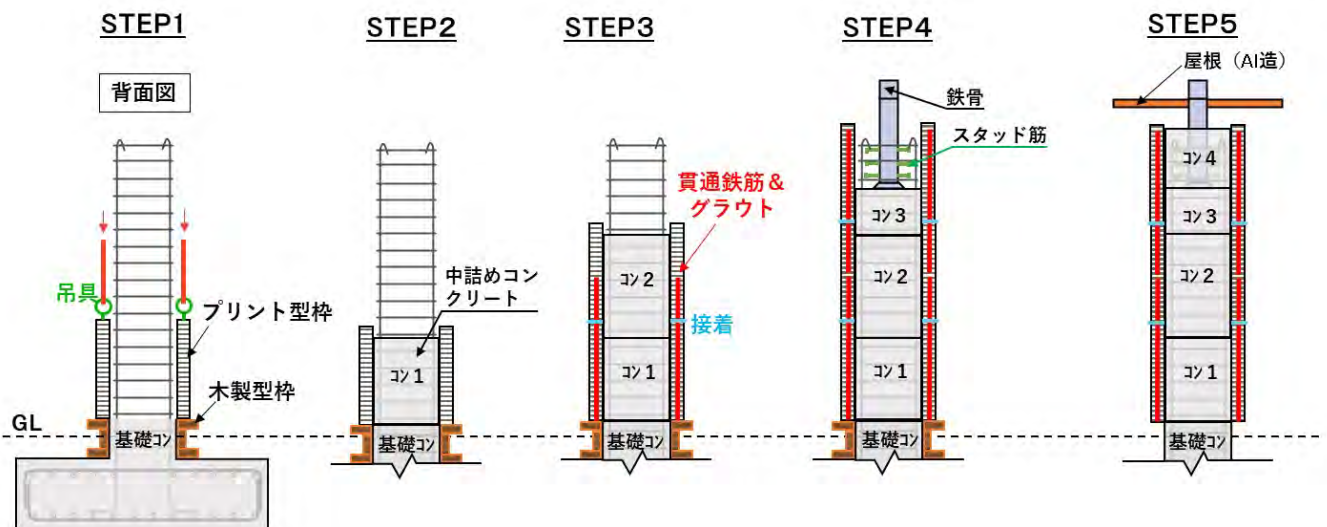 STEP1
背面図
吊具
プリント型枠
木製型枠
GL
基礎コン
STEP2
中詰めコン
クリート
コン1
基礎コン
STEP3
貫通鉄筋&
グラウト
コン2
接着
コン1
基礎コン
STEP4
鉄骨
スタッド筋
コン3
コン2
コン1
基礎コン
STEP5
屋根(Al造)
コン4
コン3
コン2
コン1
基礎コン